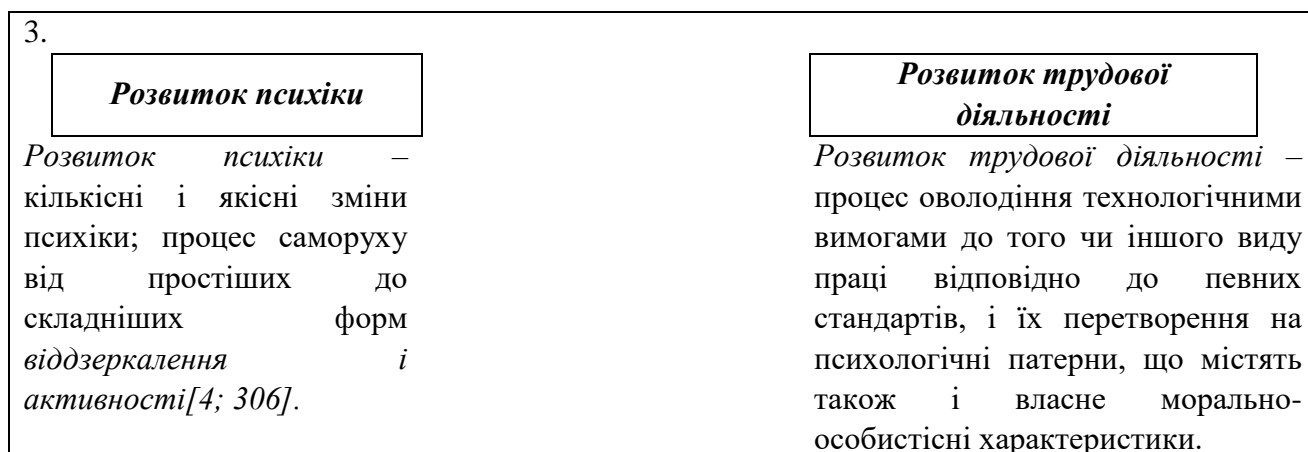 3.
Розвиток психіки
Розвиток психіки –
кількісні і якісні зміни
психіки; процес саморуху
від простіших до
складніших форм
віддзеркалення і
активності[4; 306].
Розвиток трудової
діяльності
Розвиток трудової діяльності –
процес оволодіння технологічними
вимогами до того чи іншого виду
праці відповідно до певних
стандартів, і їх перетворення на
психологічні патерни, що містять
також і власне морально-
особистісні характеристики.